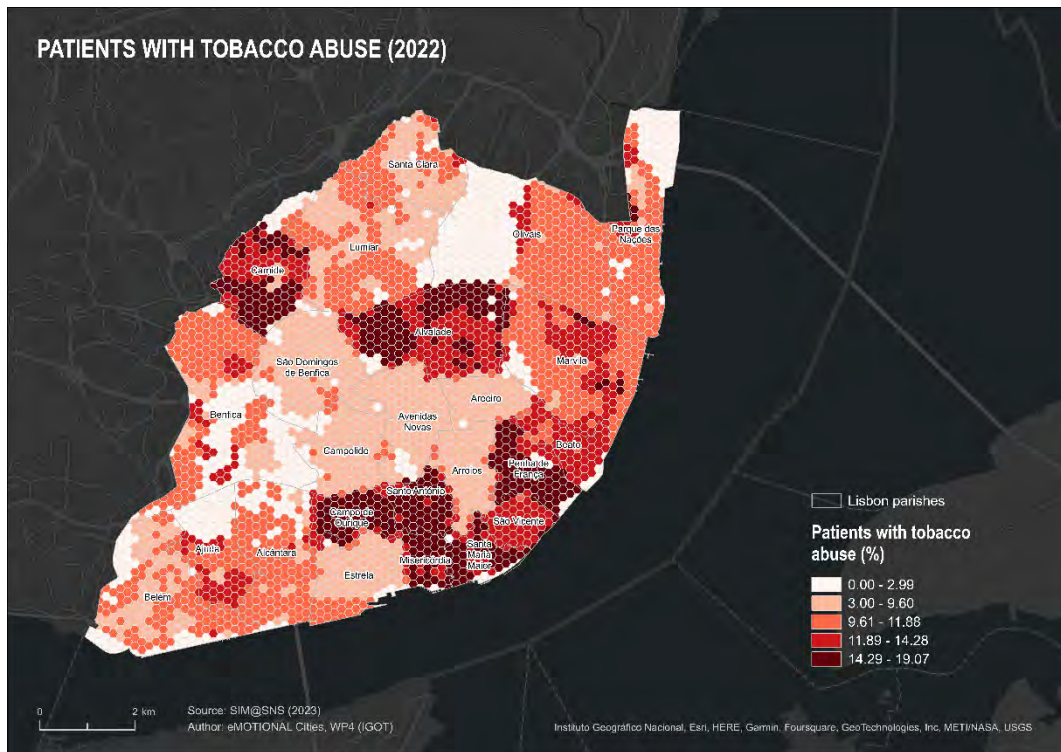 PATIENTS WITH TOBACCO ABUSE (2022)
Santa Clara
Olivais
Parque das
Nações
Lumiar
Carnide
Alvalade
Marvila
São Domingos
de Benfica
Areeiro
Benfica
Avenidas
Novas
Beato
Campolide
Penha de
França
Arroios
Santo António
Campo de
Ourique
São Vicente
Santa
Maria
Maior
Misericórdia
Ajuda
Alcântara
Estrela
Belém
Lisbon parishes
Patients with tobacco
abuse (%)
0.00 - 2.99
3.00 - 9.60
9.61 - 11.88
11.89 - 14.28
14.29 - 19.07
0 2 km
Source: SIM@SNS (2023)
Author: eMOTIONAL Cities, WP4 (IGOT)
Instituto Geográfico Nacional, Esri, HERE, Garmin, Foursquare, GeoTechnologies, Inc, METI/NASA, USGS